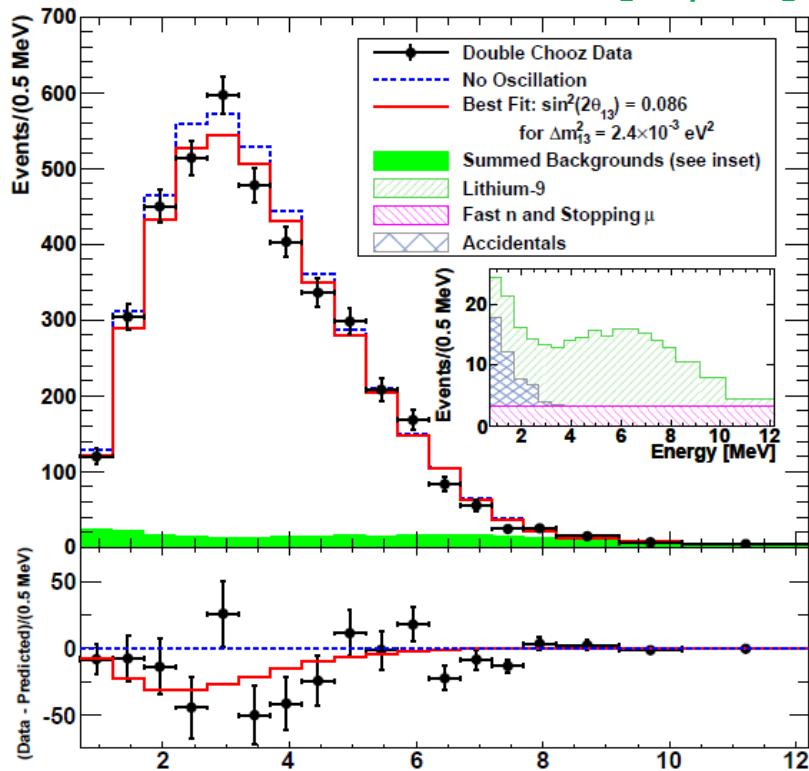 700
600
500
400
300
200
100
0
Events/(0.5 MeV)
Double Chooz Data
No Oscillation
Best Fit: sin²(2θ₁₃) = 0.086
for Δm²₁₃ = 2.4×10⁻³ eV²
Summed Backgrounds (see inset)
Lithium-9
Fast n and Stopping μ
Accidentals
Events/(0.5 MeV)
20
10
0
2 4 6 8 10 12
Energy [MeV]
(Data - Predicted)/(0.5 MeV)
50
0
-50
2 4 6 8 10 12